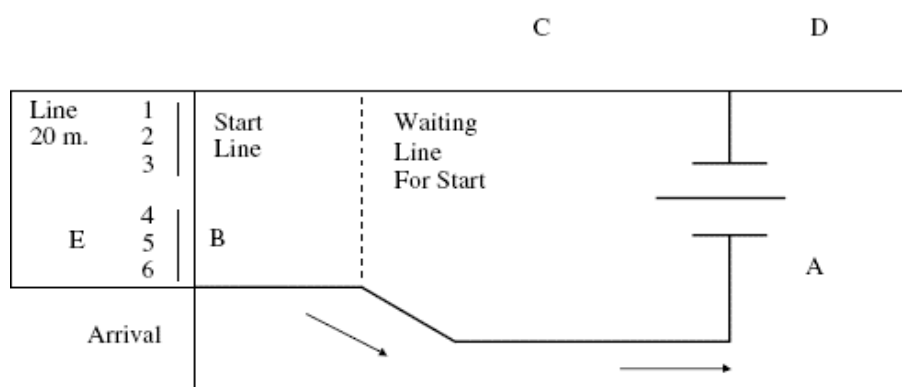 C
D
Line 1
20 m. 2
3
Start
Line
Waiting
Line
For Start
4
E 5
6
B
A
Arrival